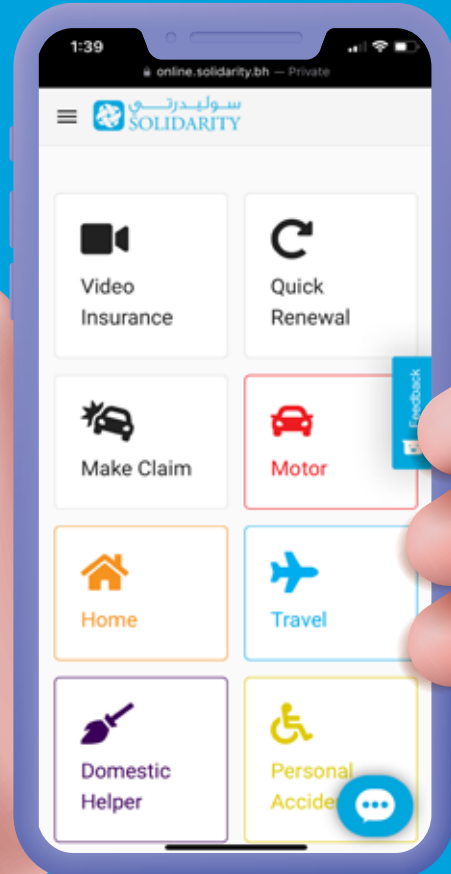 1:39
online.solidarity.bh — Private
سوليدرتي
SOLIDARITY
Video
Insurance
Quick
Renewal
Feedback
Make Claim
Motor
Home
Travel
Domestic
Helper
Personal